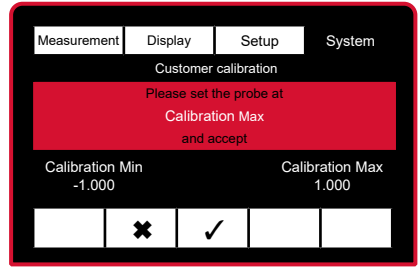 Measurement Display Setup System
Customer calibration
Please set the probe at
Calibration Max
and accept
Calibration Min Calibration Max
-1.000 1.000
✖ ✓